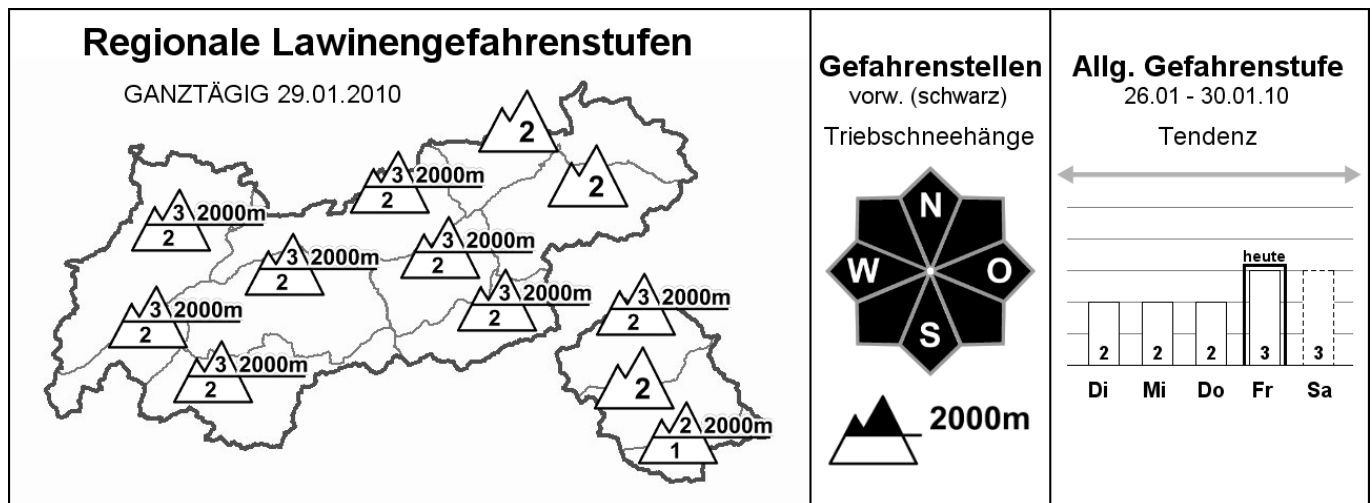 Regionale Lawinengefahrenstufen
GANZTÄGIG 29.01.2010
2
2
3 2000m
2
3 2000m
2
3 2000m
2
3 2000m
2
3 2000m
2
3 2000m
2
3 2000m
2
3 2000m
2
2
2 2000m
1
Gefahrenstellen
vorw. (schwarz)
Triebschneehänge
N
W O
S
2000m
Allg. Gefahrenstufe
26.01 - 30.01.10
Tendenz
heute
2 2 2 3 3
Di Mi Do Fr Sa